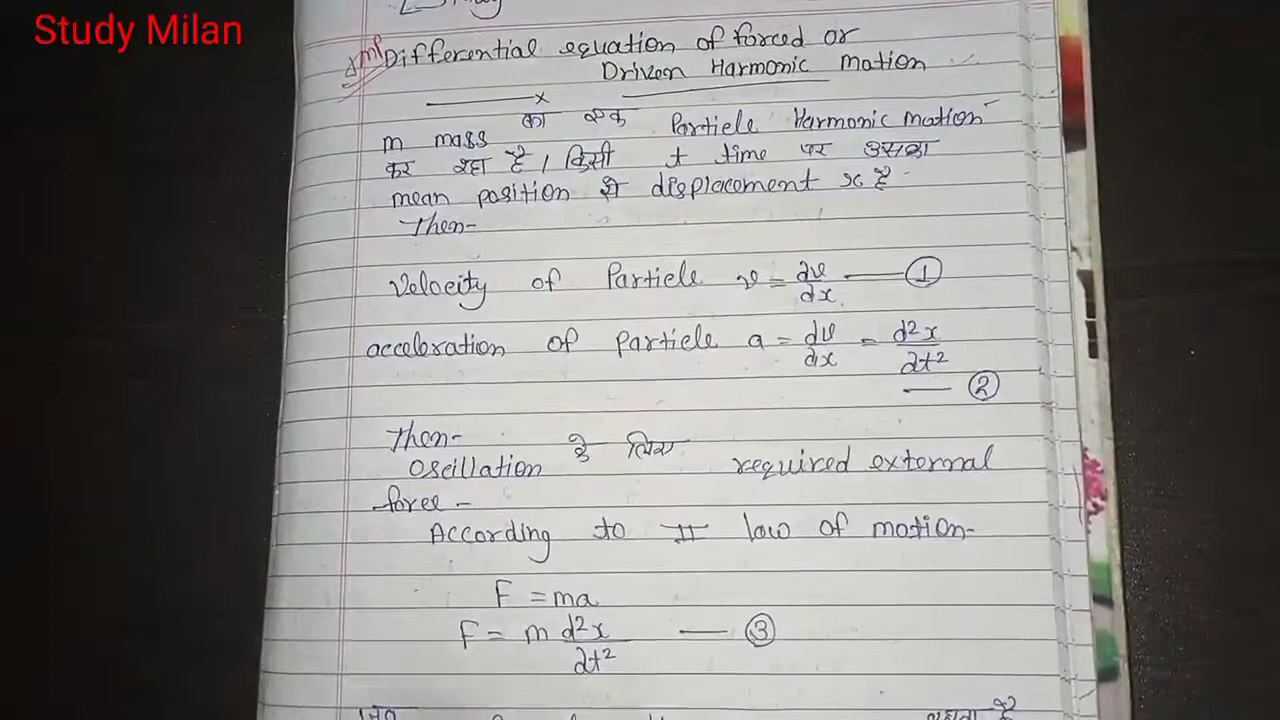 Study Milan
Imp Differential equation of forced or
Driven Harmonic Motion
m mass का एक Particle Harmonic motion
कर रहा है। किसी t time पर उसका
mean position से displacement x है
Then-
Velocity of Particle v = dv/dx — ①
acceleration of Particle a = dv/dx = d²x/dt²
— ②
Then-
Oscillation के लिए required external
force -
According to II law of motion-
F = ma
F = m d²x/dt² — ③